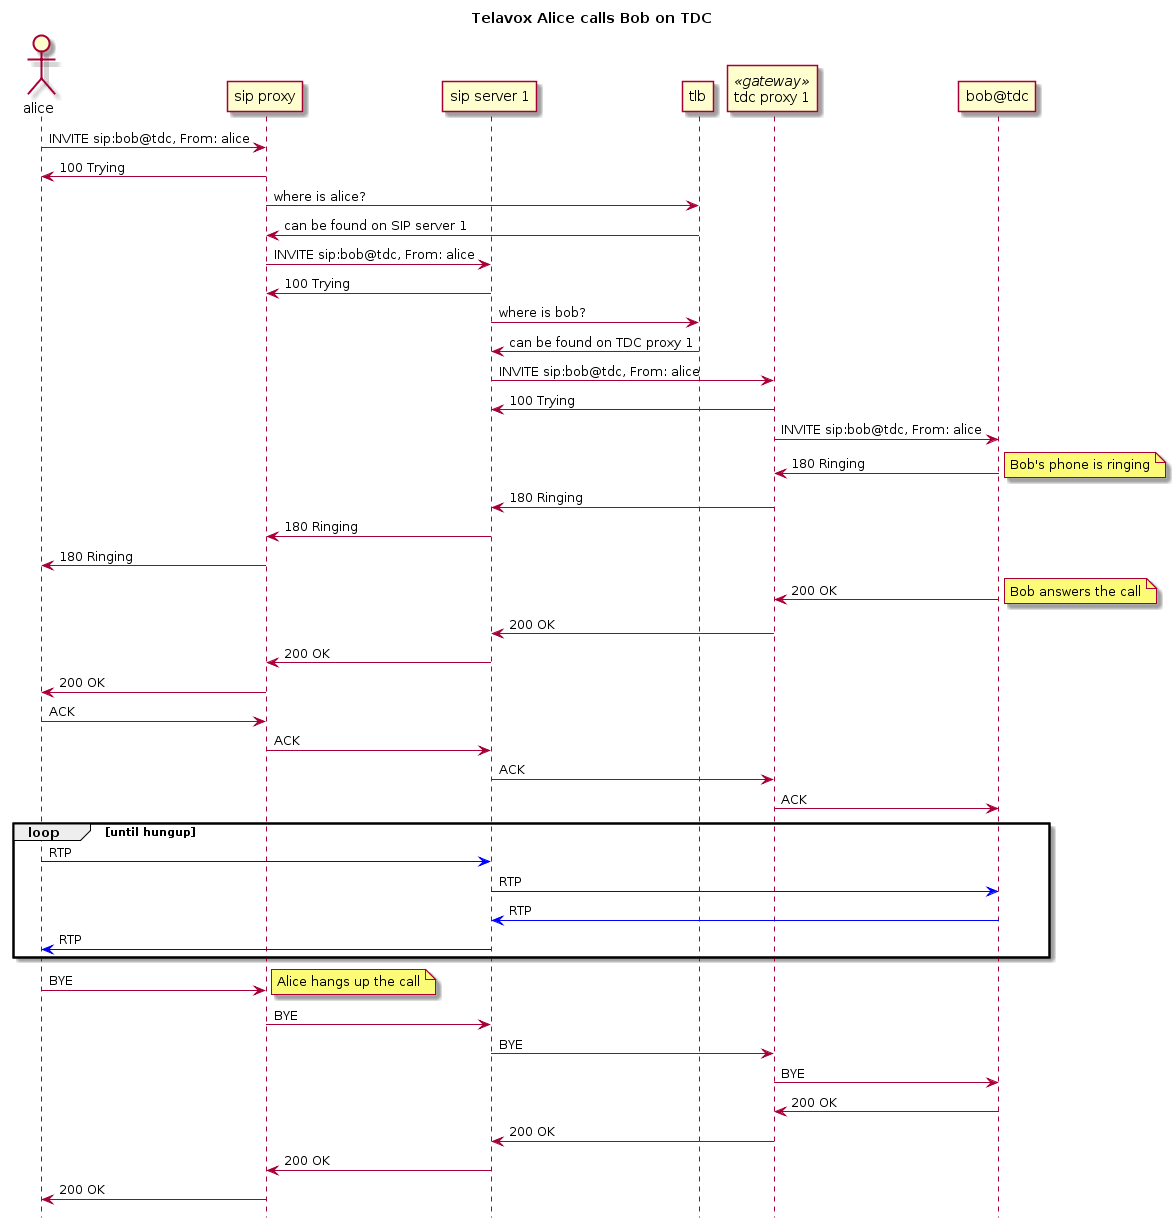 Telavox Alice calls Bob on TDC
alice
sip proxy
sip server 1
tlb
«gateway»
tdc proxy 1
bob@tdc
INVITE sip:bob@tdc, From: alice
100 Trying
where is alice?
can be found on SIP server 1
INVITE sip:bob@tdc, From: alice
100 Trying
where is bob?
can be found on TDC proxy 1
INVITE sip:bob@tdc, From: alice
100 Trying
INVITE sip:bob@tdc, From: alice
180 Ringing
Bob's phone is ringing
180 Ringing
180 Ringing
180 Ringing
200 OK
Bob answers the call
200 OK
200 OK
200 OK
ACK
ACK
ACK
ACK
loop
[until hungup]
RTP
RTP
RTP
RTP
BYE
Alice hangs up the call
BYE
BYE
BYE
200 OK
200 OK
200 OK
200 OK